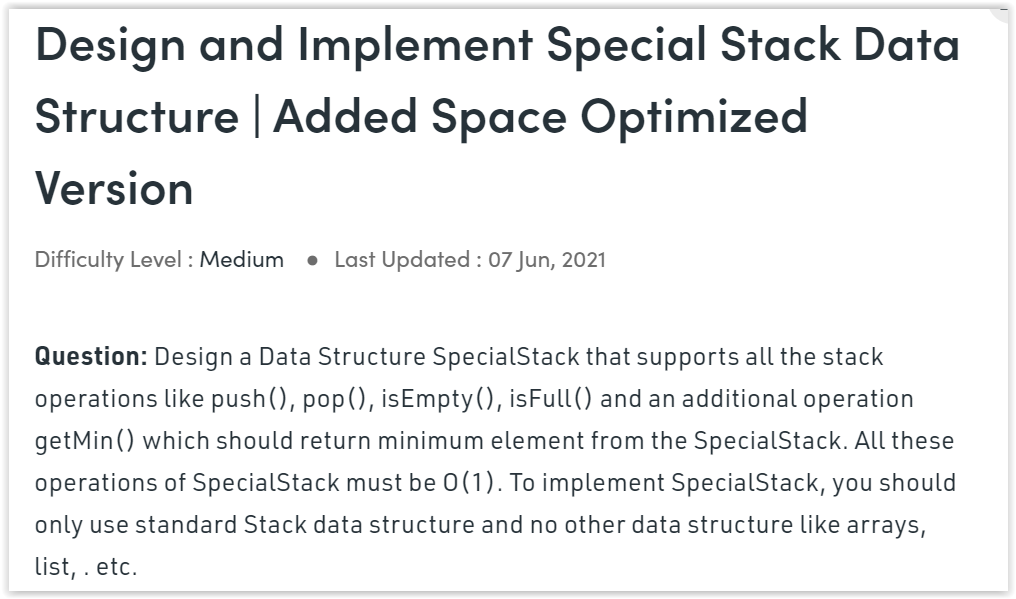 Design and Implement Special Stack Data
Structure | Added Space Optimized
Version
Difficulty Level : Medium ● Last Updated : 07 Jun, 2021
Question: Design a Data Structure SpecialStack that supports all the stack
operations like push(), pop(), isEmpty(), isFull() and an additional operation
getMin() which should return minimum element from the SpecialStack. All these
operations of SpecialStack must be O(1). To implement SpecialStack, you should
only use standard Stack data structure and no other data structure like arrays,
list, . etc.